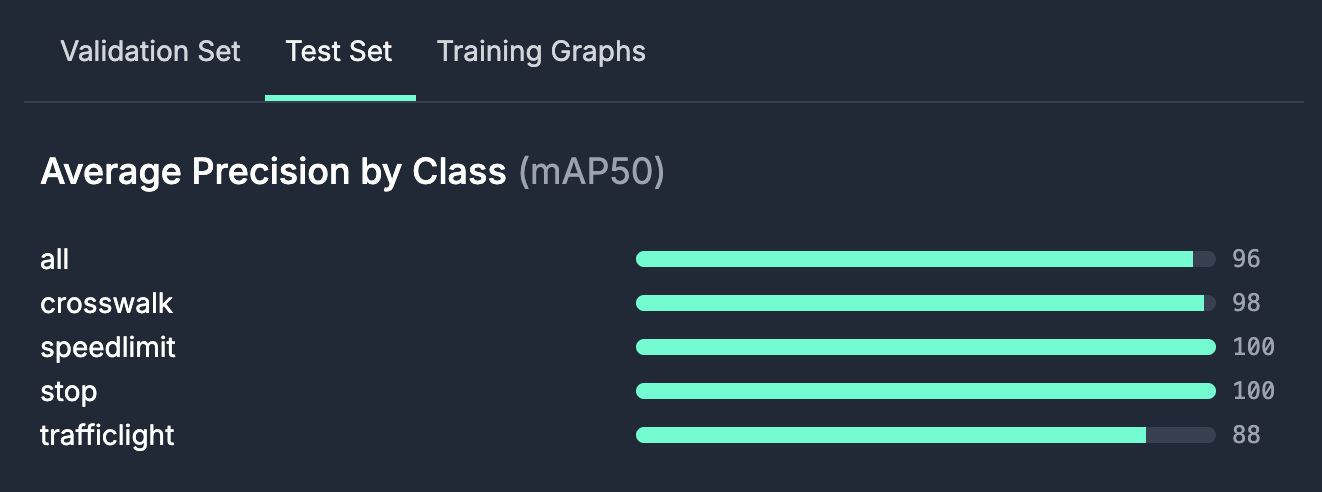 Validation Set Test Set Training Graphs
Average Precision by Class (mAP50)
all 96
crosswalk 98
speedlimit 100
stop 100
trafficlight 88